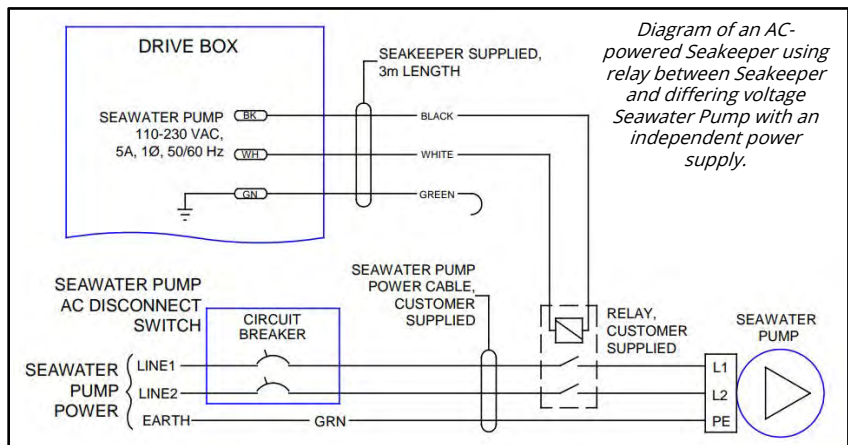 DRIVE BOX
SEAWATER PUMP
110-230 VAC,
5A, 1Ø, 50/60 Hz
BK
WH
GN
SEAKEEPER SUPPLIED,
3m LENGTH
BLACK
WHITE
GREEN
Diagram of an AC-
powered Seakeeper using
relay between Seakeeper
and differing voltage
Seawater Pump with an
independent power
supply.
SEAWATER PUMP
AC DISCONNECT
SWITCH
CIRCUIT
BREAKER
SEAWATER PUMP
POWER CABLE,
CUSTOMER
SUPPLIED
RELAY,
CUSTOMER
SUPPLIED
SEAWATER
PUMP
SEAWATER
PUMP
POWER
LINE1
LINE2
EARTH
GRN
L1
L2
PE